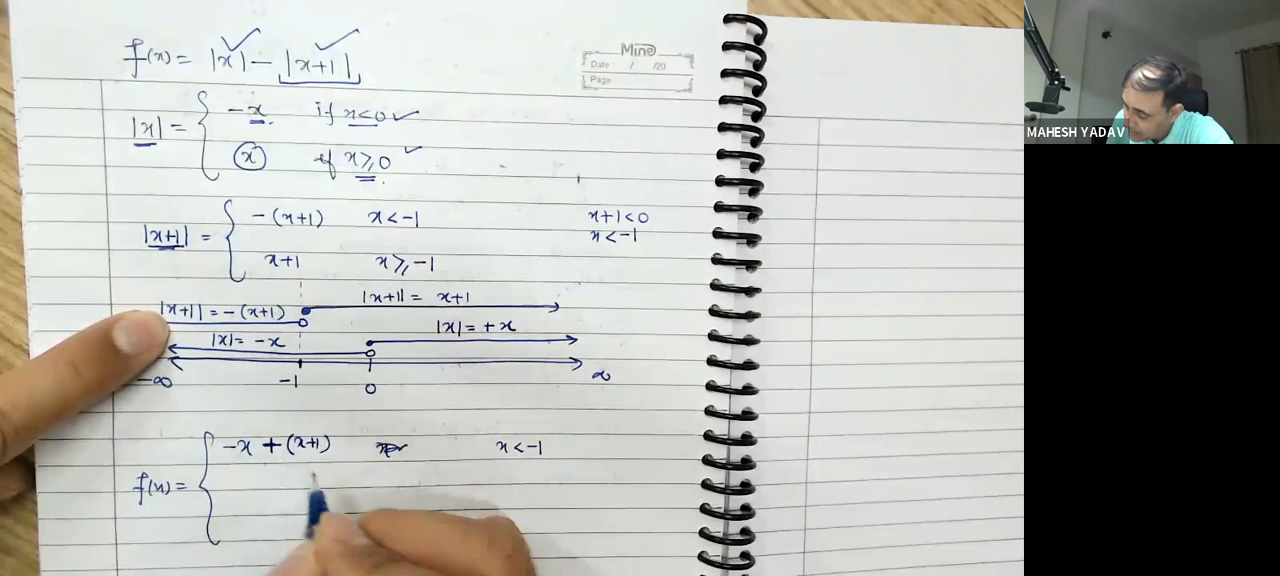 f(x) = |x| - |x+1|
Mino
Date / /20
Page
|x| = { -x if x<0
x if x≥0
|x+1| = { -(x+1) x<-1
x+1 x≥-1
x+1<0
x<-1
|x+1| = -(x+1) |x+1| = x+1
|x| = -x |x| = +x
-∞ -1 0 ∞
f(x) = { -x + (x+1) x<-1
MAHESH YADAV